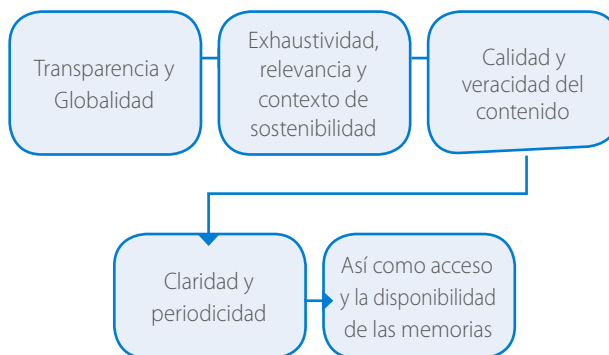 Transparencia y
Globalidad
Exhaustividad,
relevancia y
contexto de
sostenibilidad
Calidad y
veracidad del
contenido
Claridad y
periodicidad
Así como acceso
y la disponibilidad
de las memorias